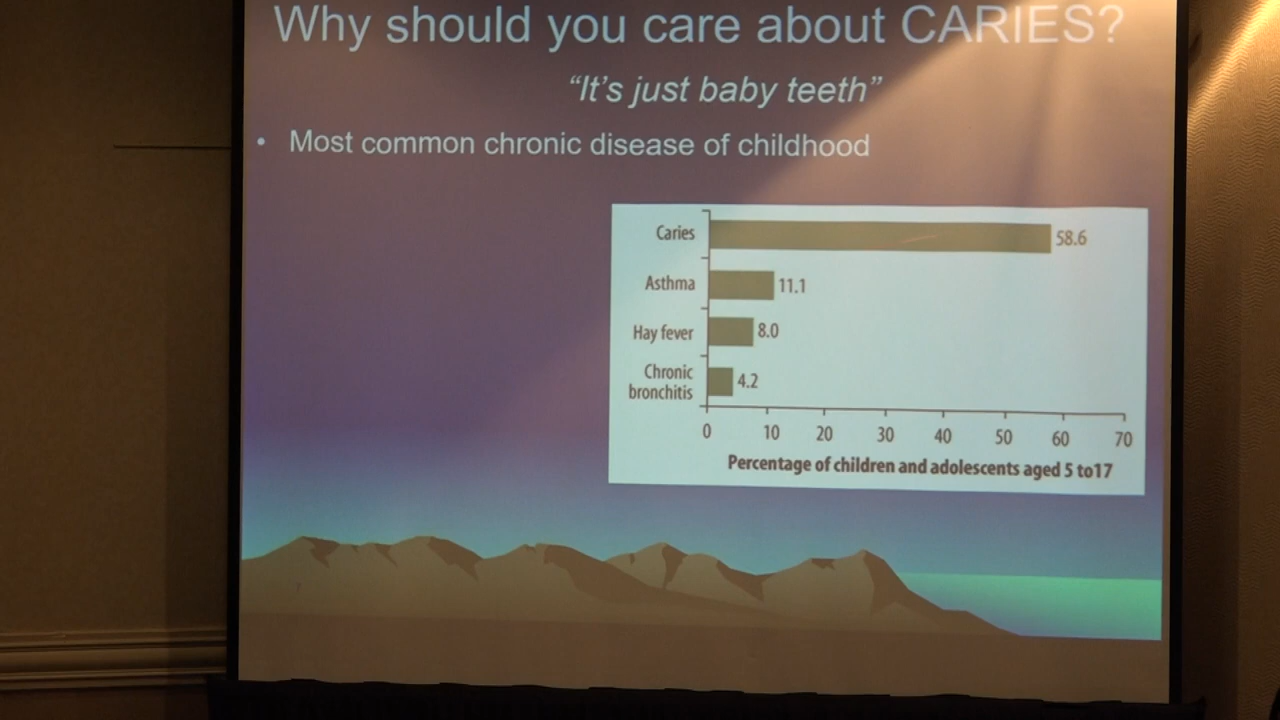 Why should you care about CARIES?
“It’s just baby teeth”
• Most common chronic disease of childhood
Caries 58.6
Asthma 11.1
Hay fever 8.0
Chronic
bronchitis 4.2
0 10 20 30 40 50 60 70
Percentage of children and adolescents aged 5 to17